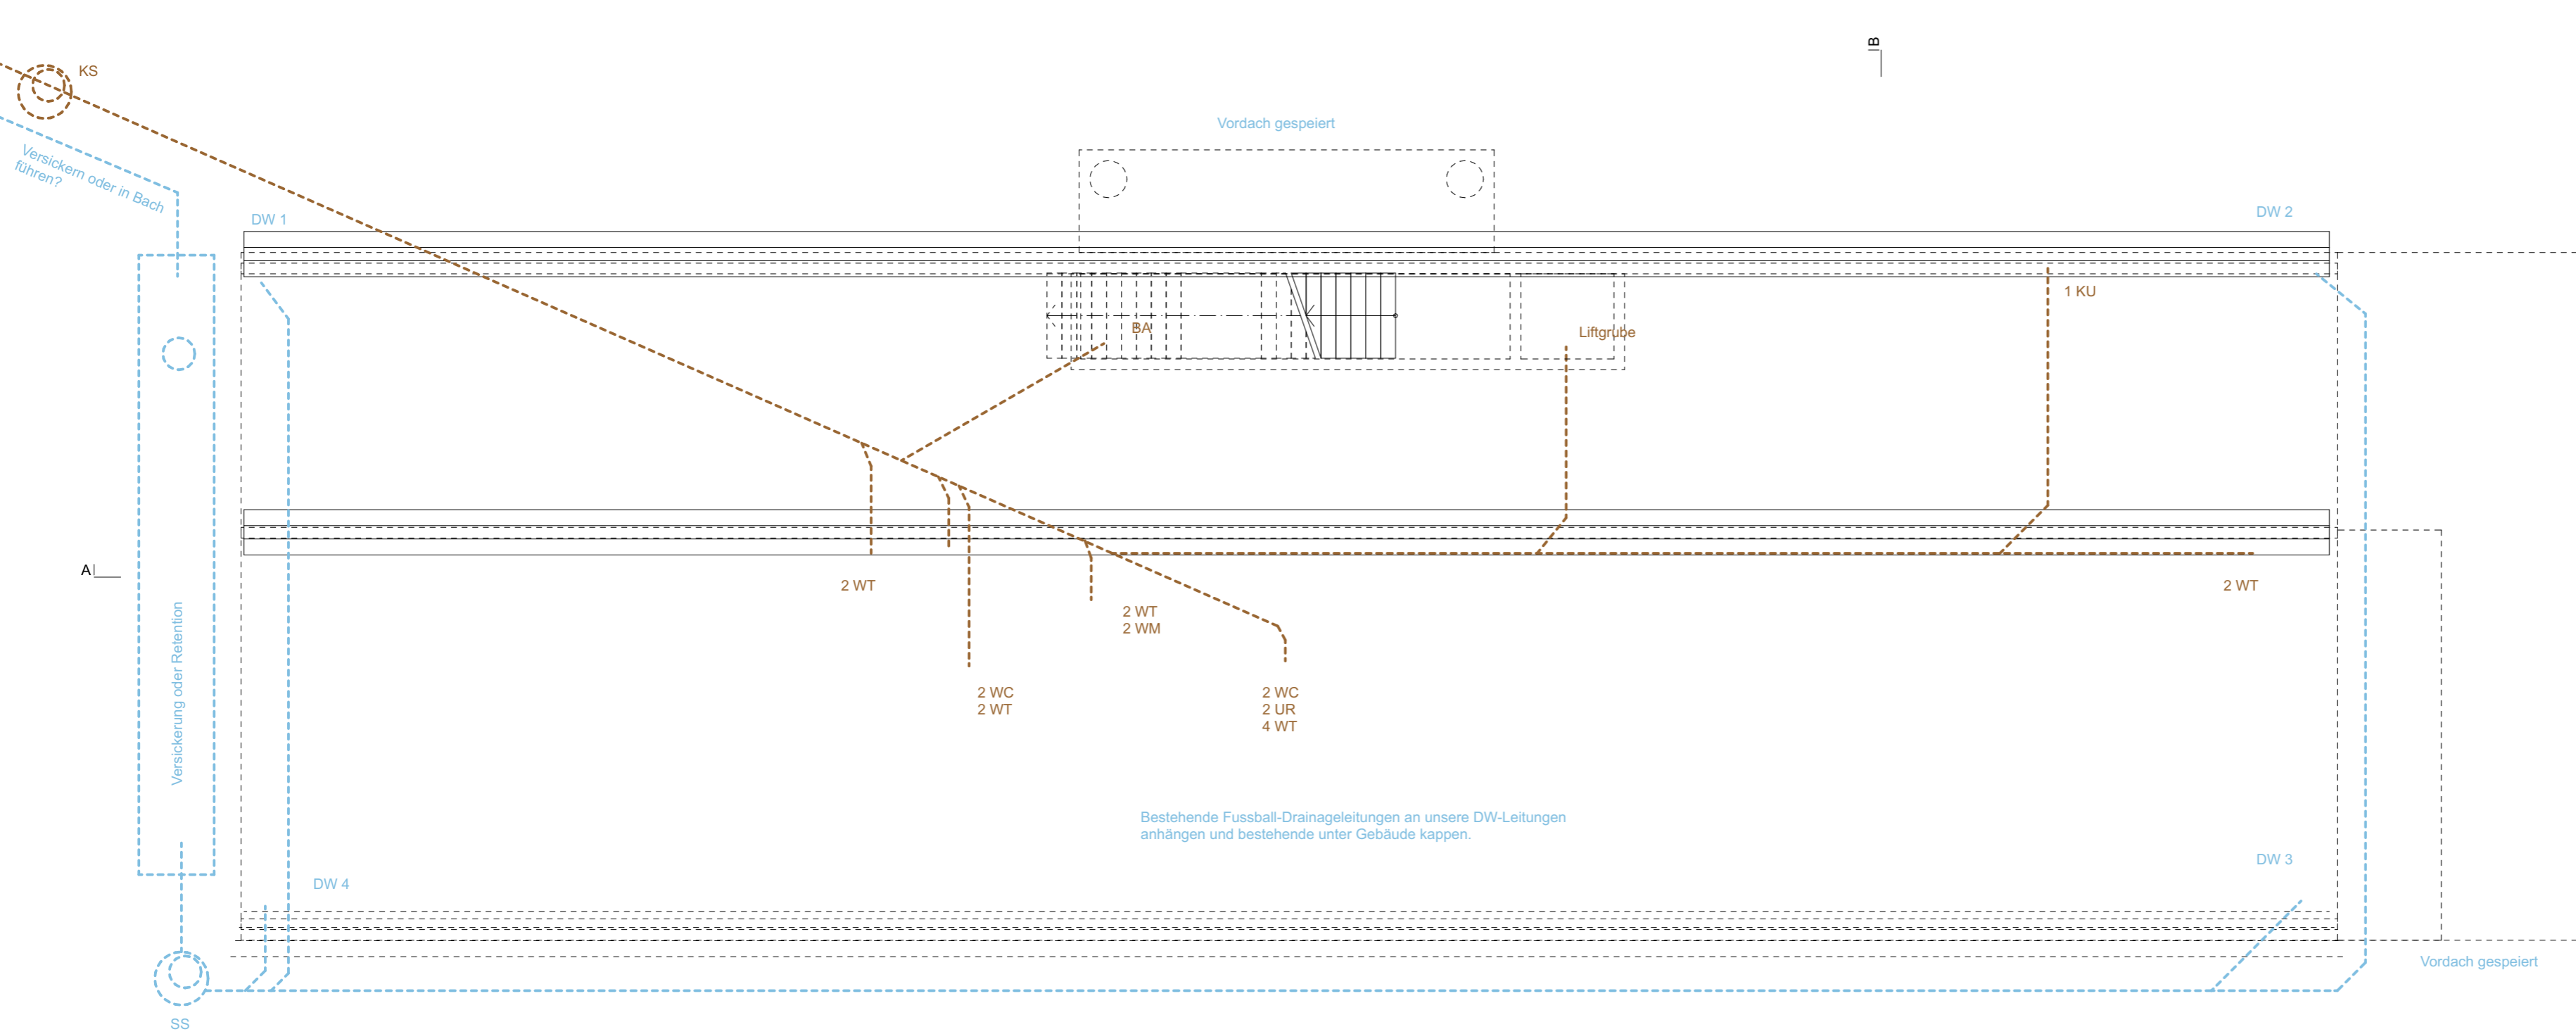 B
KS
Vordach gespeiert
Versickern oder in Bach
führen?
DW 1
DW 2
1 KU
BA
Liftgrube
A
2 WT
2 WT
2 WT
2 WM
Versickerung oder Retention
2 WC
2 WT
2 WC
2 UR
4 WT
Bestehende Fussball-Drainageleitungen an unsere DW-Leitungen
anhängen und bestehende unter Gebäude kappen.
DW 4
DW 3
Vordach gespeiert
SS